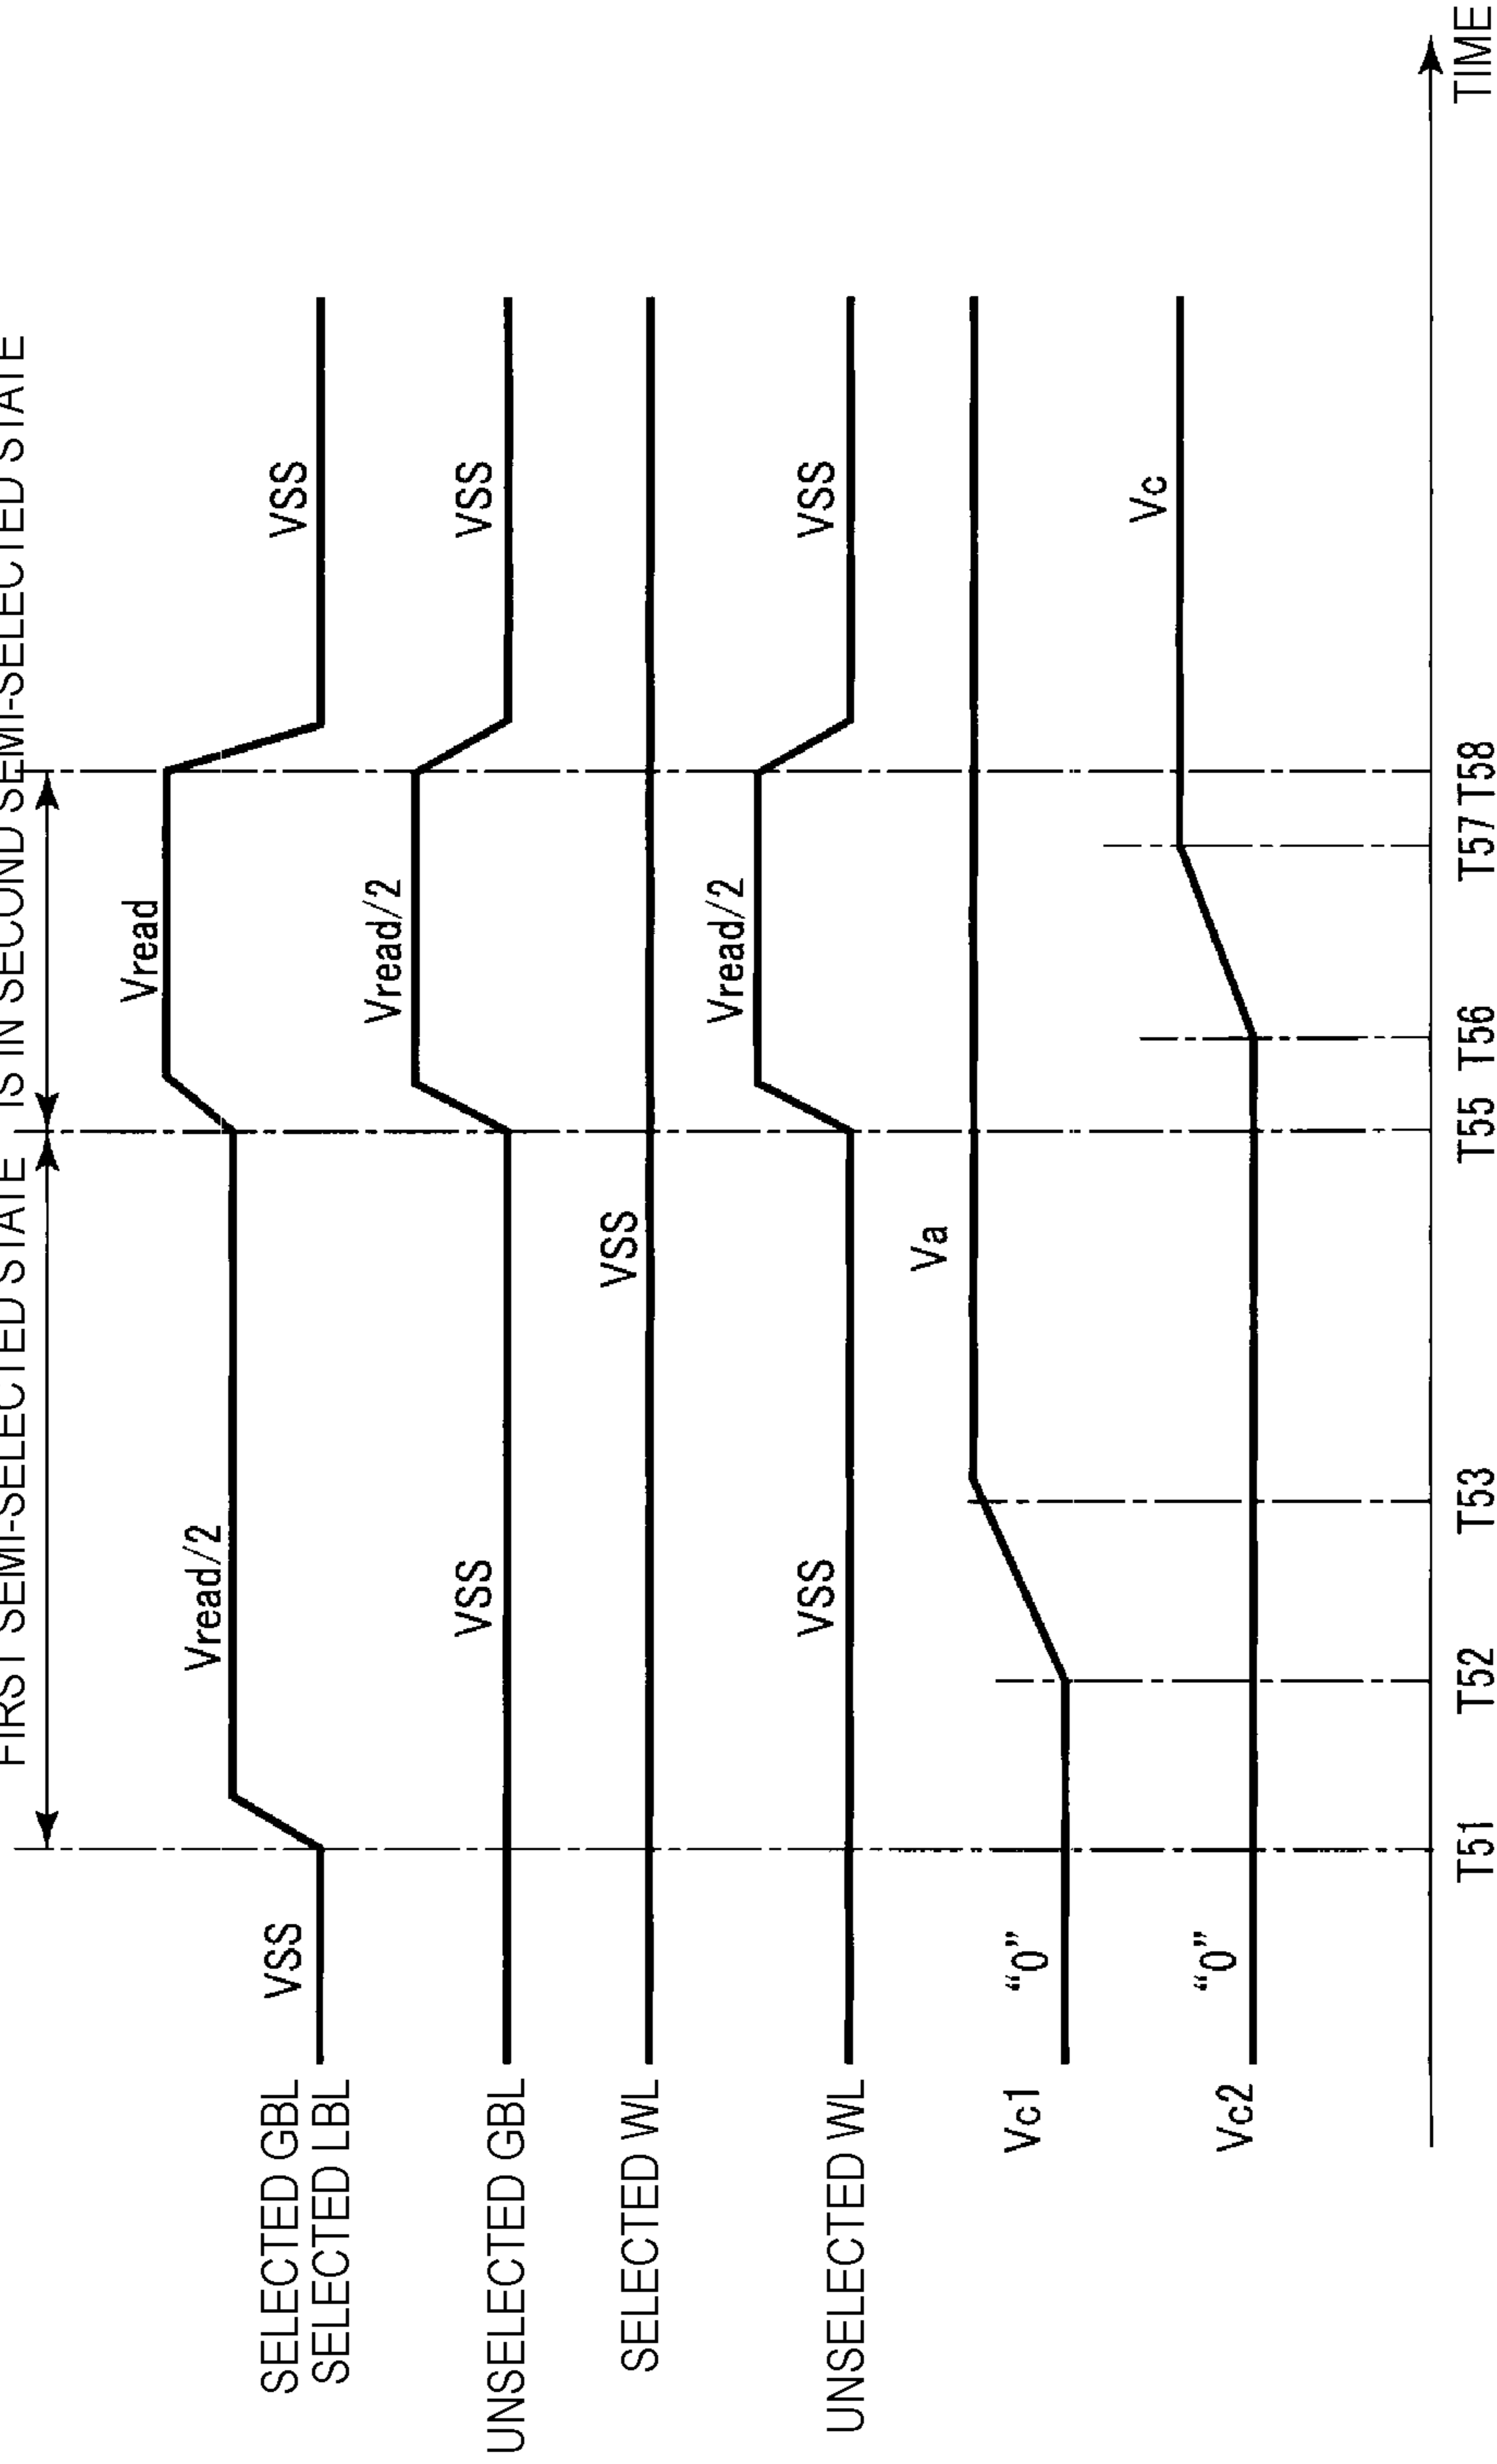 FIRST SEMI-SELECTED STATE
IS IN SECOND SEMI-SELECTED STATE
SELECTED GBL
SELECTED LBL
VSS
Vread/2
Vread
VSS
UNSELECTED GBL
VSS
Vread/2
VSS
SELECTED WL
VSS
UNSELECTED WL
VSS
Vread/2
VSS
Vc1
“0”
Va
Vc2
“0”
Vc
T51
T52
T53
T55
T56
T57
T58
TIME